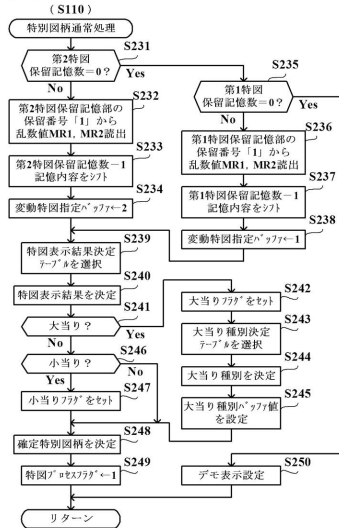 (S110)
特別図柄通常処理
S231
第2特図
保留記憶数=0?
Yes
No
S232
第2特図保留記憶部の
保留番号「1」から
乱数値MR1, MR2読出
S233
第2特図保留記憶数−1
記憶内容をシフト
S234
変動特図指定バッファ←2
S235
第1特図
保留記憶数=0?
Yes
No
S236
第1特図保留記憶部の
保留番号「1」から
乱数値MR1, MR2読出
S237
第1特図保留記憶数−1
記憶内容をシフト
S238
変動特図指定バッファ←1
S239
特図表示結果決定
テーブルを選択
S240
特図表示結果を決定
S241
大当り?
Yes
No
S242
大当りフラグをセット
S243
大当り種別決定
テーブルを選択
S244
大当り種別を決定
S245
大当り種別バッファ値
を設定
S246
小当り?
No
Yes
S247
小当りフラグをセット
S248
確定特別図柄を決定
S249
特図プロセスフラグ←1
S250
デモ表示設定
リターン